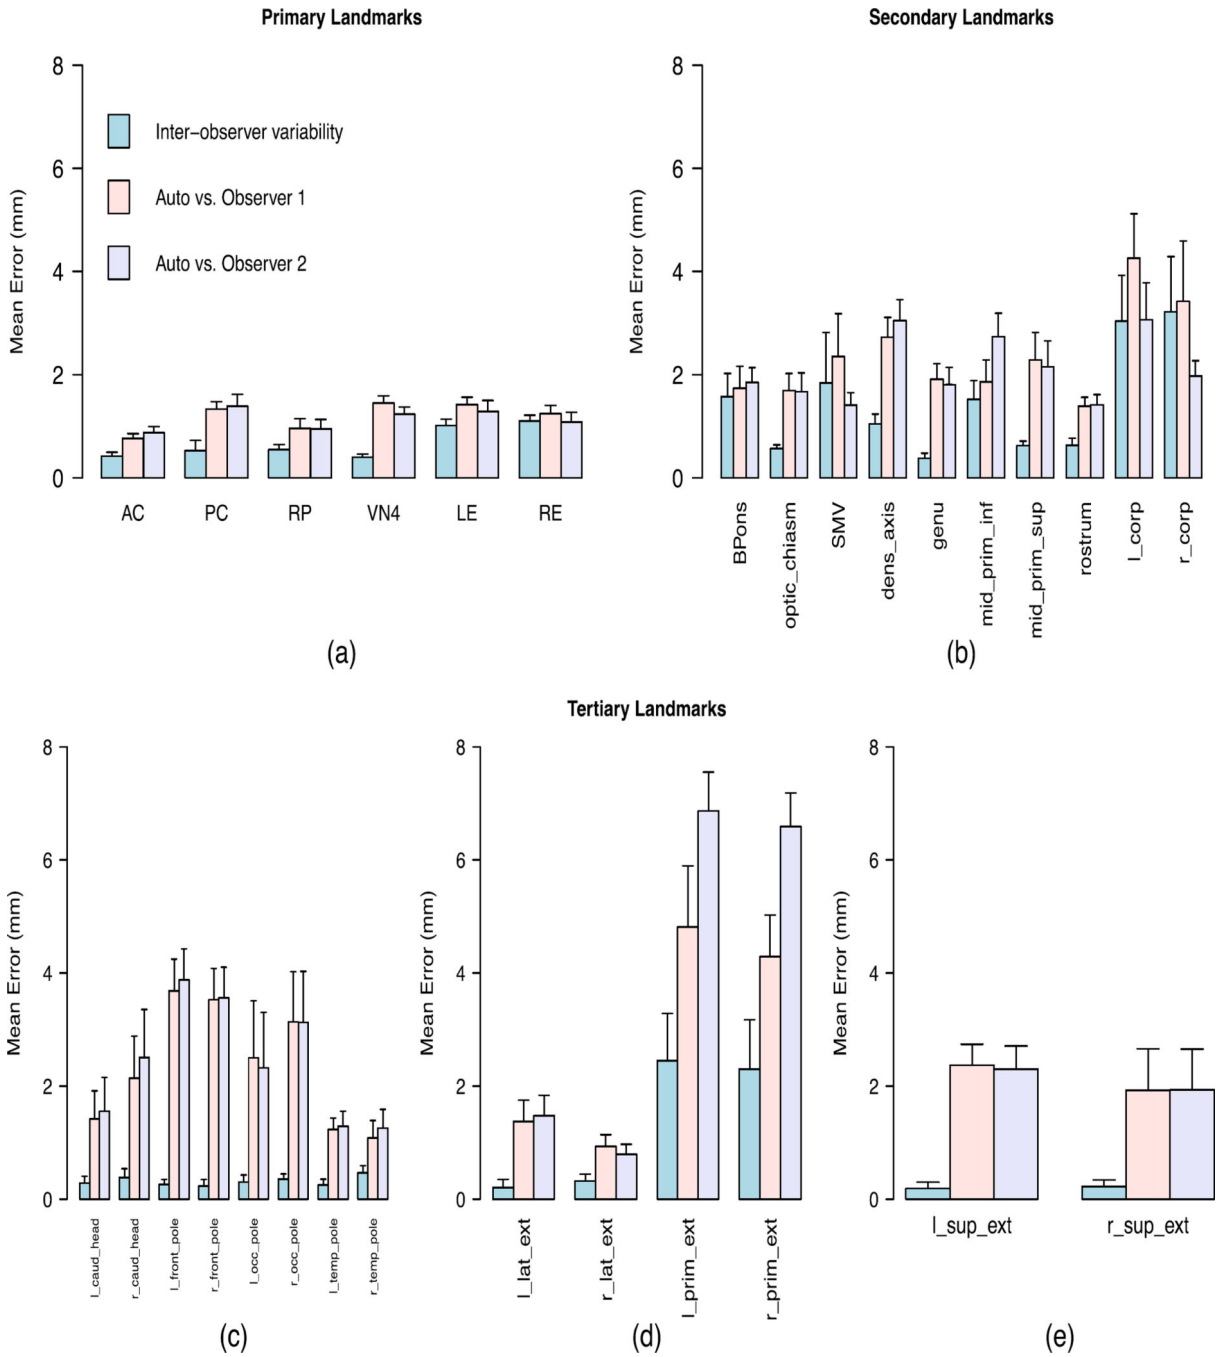 Primary Landmarks
Mean Error (mm)
8
6
4
2
0
Inter-observer variability
Auto vs. Observer 1
Auto vs. Observer 2
AC PC RP VN4 LE RE
(a)
Secondary Landmarks
Mean Error (mm)
8
6
4
2
0
BPons
optic_chiasm
SMV
dens_axis
genu
mid_prim_inf
mid_prim_sup
rostrum
l_corp
r_corp
(b)
Tertiary Landmarks
Mean Error (mm)
8
6
4
2
0
l_caud_head
r_caud_head
l_front_pole
r_front_pole
l_occ_pole
r_occ_pole
l_temp_pole
r_temp_pole
(c)
Mean Error (mm)
8
6
4
2
0
l_lat_ext
r_lat_ext
l_prim_ext
r_prim_ext
(d)
Mean Error (mm)
8
6
4
2
0
l_sup_ext r_sup_ext
(e)